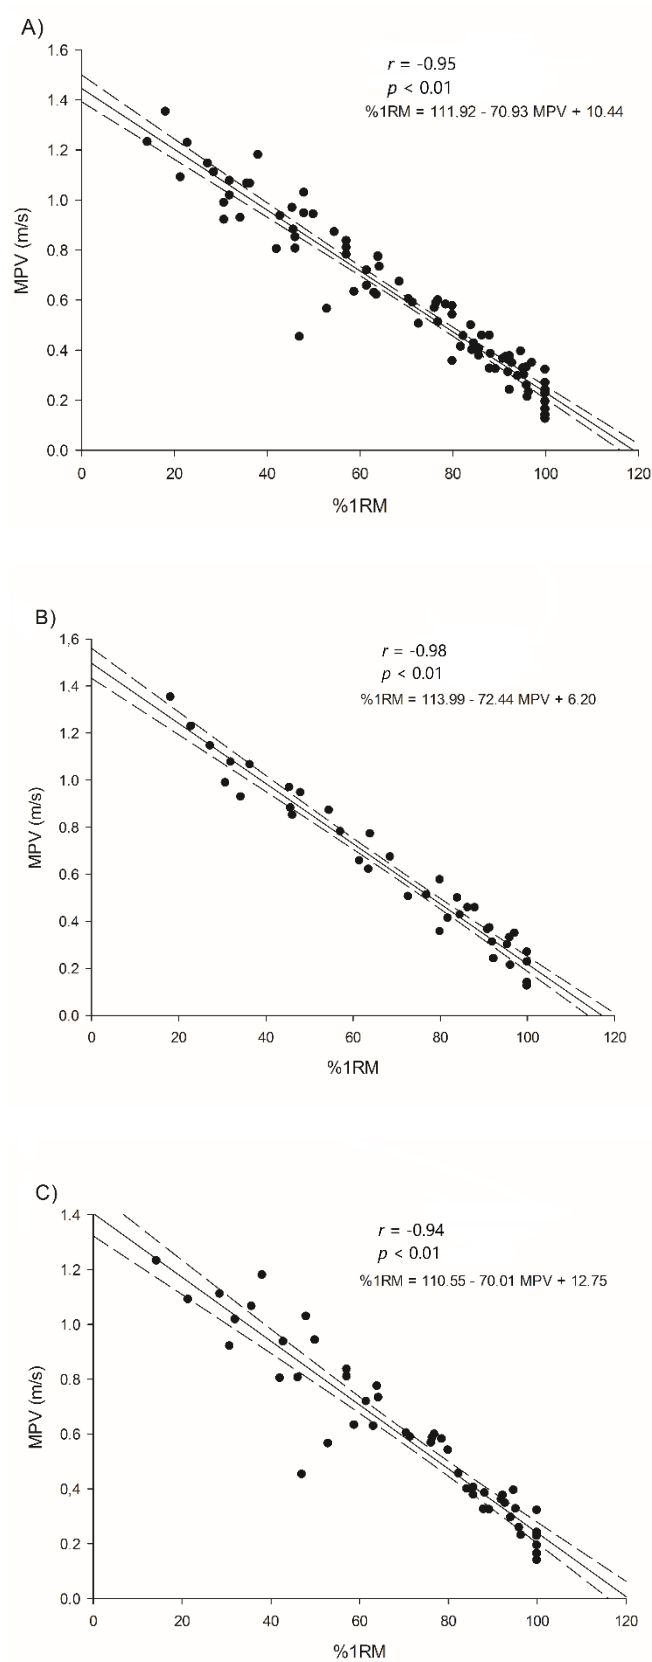 A)
r = -0.95
p < 0.01
%1RM = 111.92 - 70.93 MPV + 10.44
MPV (m/s)
1.6
1.4
1.2
1.0
0.8
0.6
0.4
0.2
0.0
0 20 40 60 80 100 120
%1RM
B)
r = -0.98
p < 0.01
%1RM = 113.99 - 72.44 MPV + 6.20
MPV (m/s)
1,6
1.4
1.2
1.0
0.8
0.6
0.4
0.2
0.0
0 20 40 60 80 100 120
%1RM
C)
r = -0.94
p < 0.01
%1RM = 110.55 - 70.01 MPV + 12.75
MPV (m/s)
1.4
1.2
1.0
0.8
0.6
0.4
0.2
0.0
0 20 40 60 80 100 120
%1RM